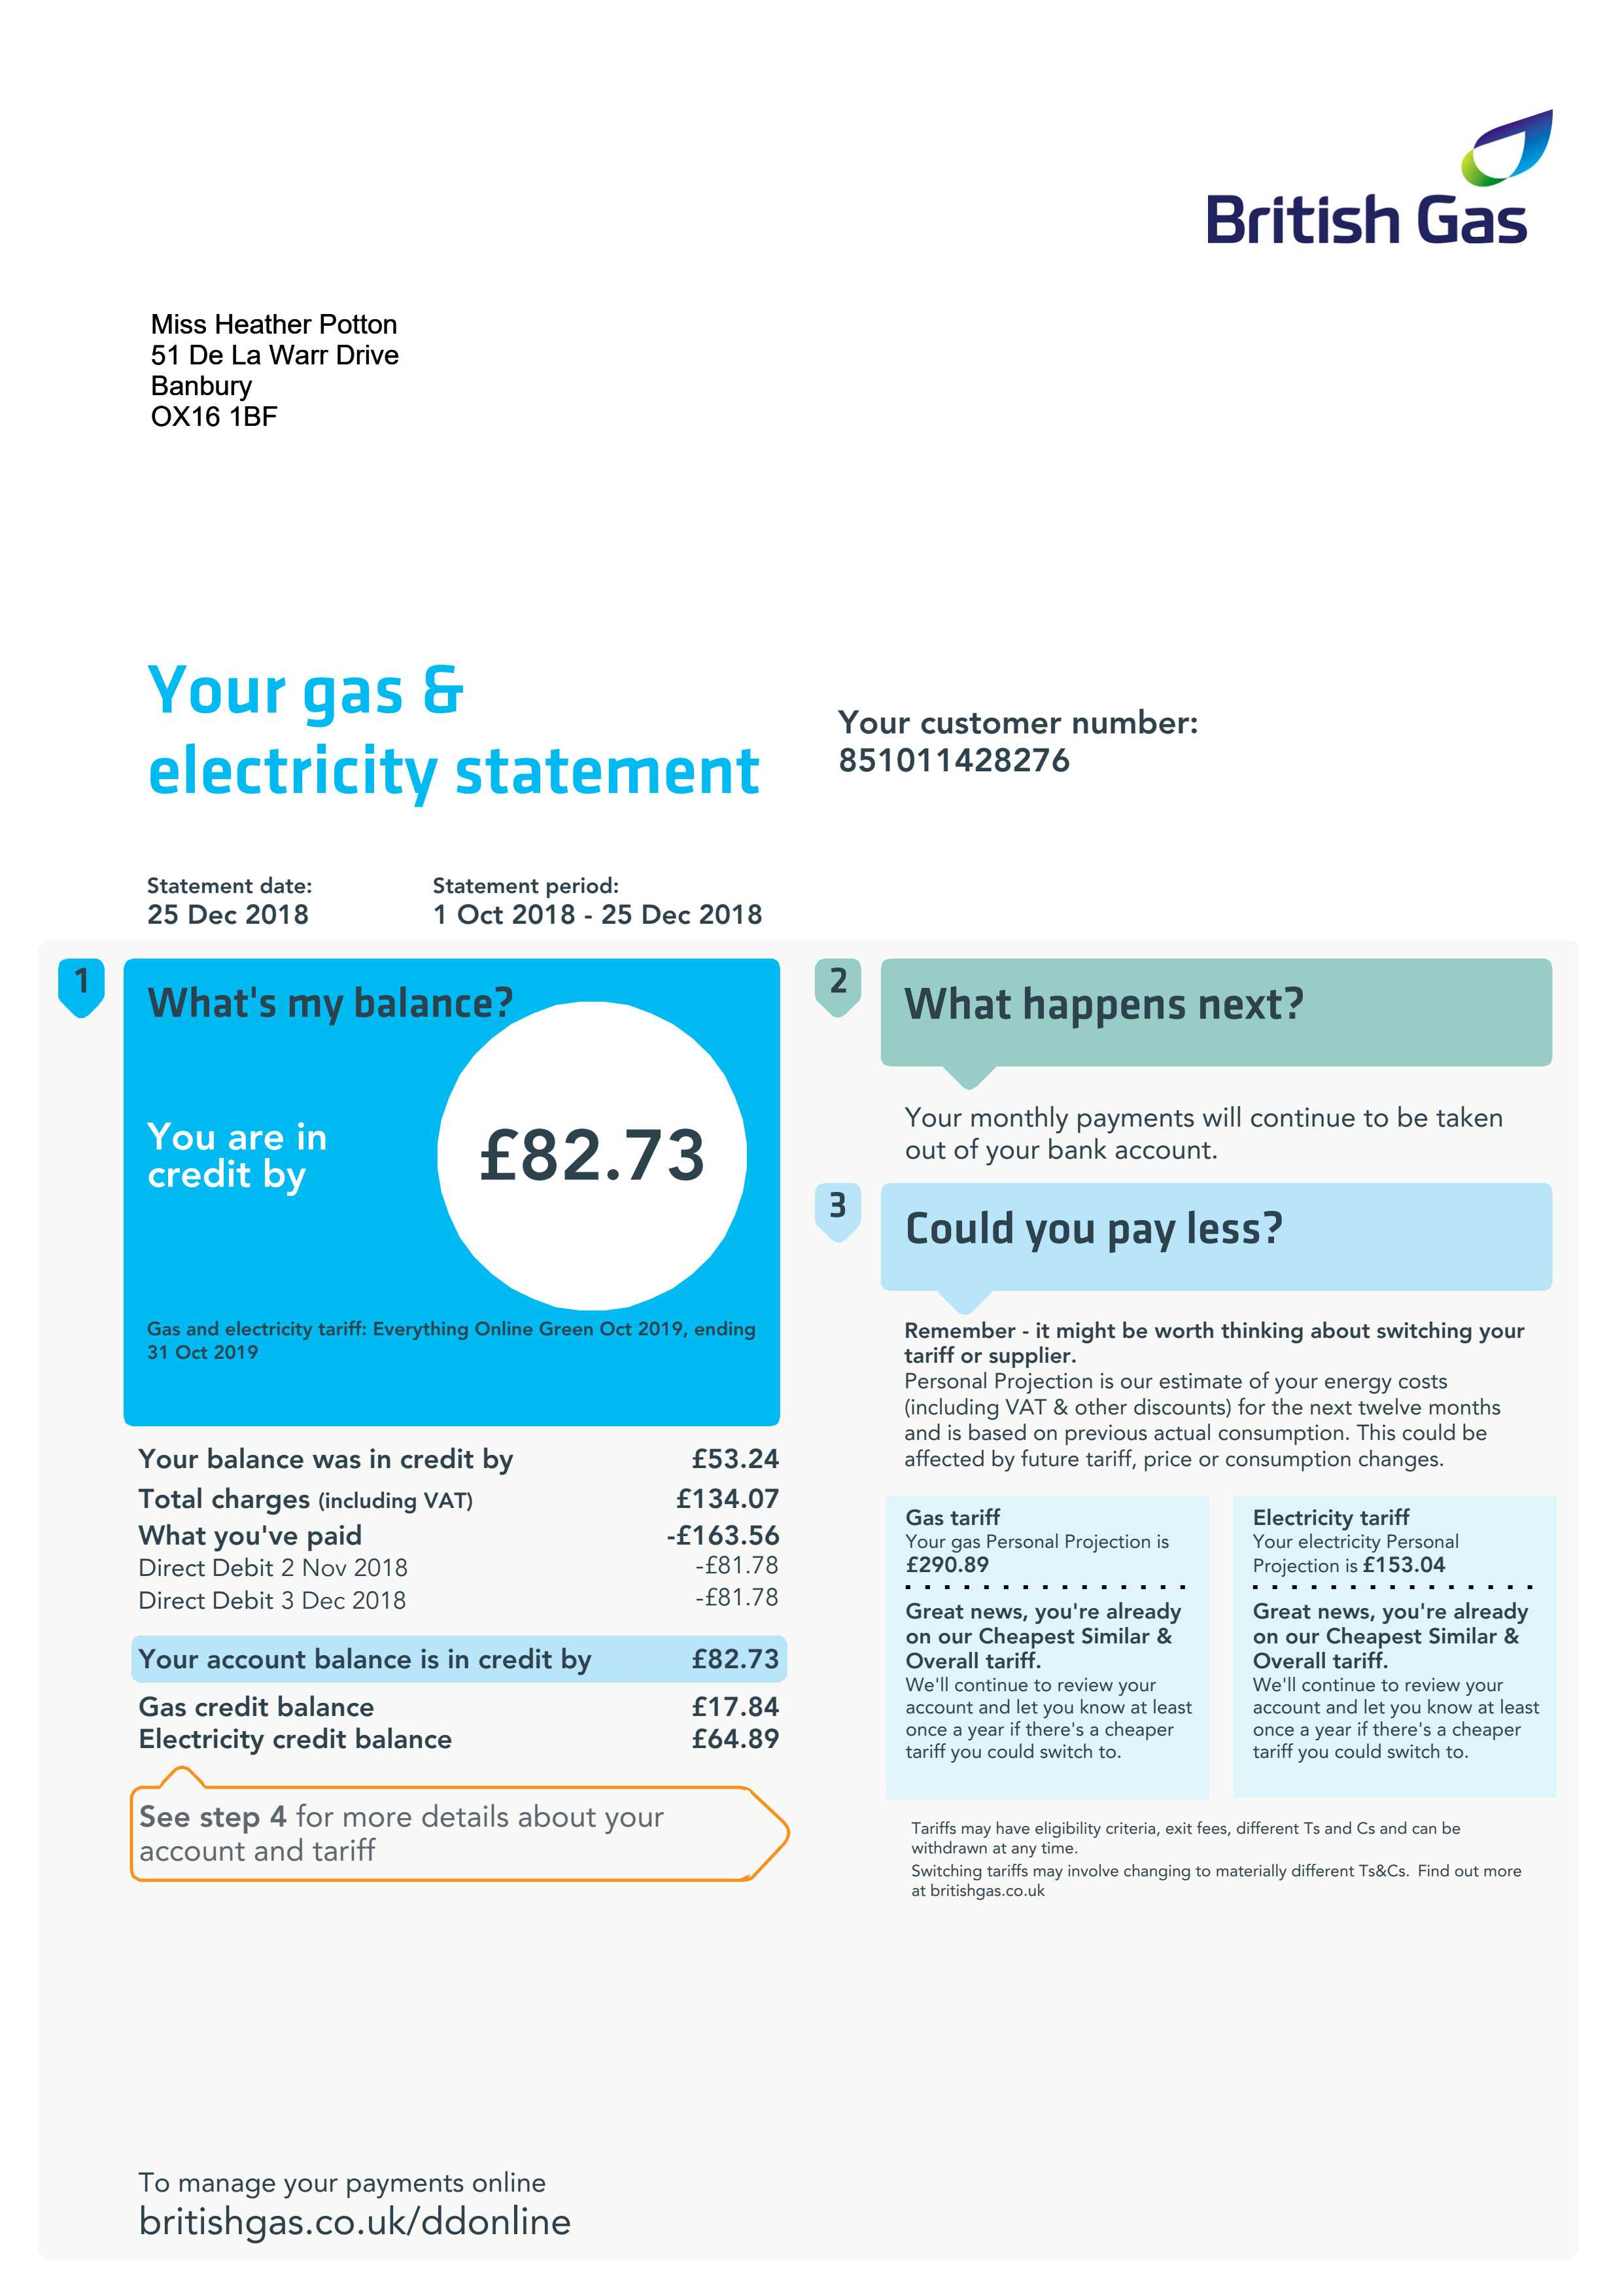 British Gas
Miss Heather Potton
51 De La Warr Drive
Banbury
OX16 1BF
Your gas &
electricity statement
Your customer number:
851011428276
Statement date:
25 Dec 2018
Statement period:
1 Oct 2018 - 25 Dec 2018
1
What's my balance?
You are in
credit by
£82.73
Gas and electricity tariff: Everything Online Green Oct 2019, ending
31 Oct 2019
Your balance was in credit by £53.24
Total charges (including VAT) £134.07
What you've paid -£163.56
Direct Debit 2 Nov 2018 -£81.78
Direct Debit 3 Dec 2018 -£81.78
Your account balance is in credit by £82.73
Gas credit balance £17.84
Electricity credit balance £64.89
See step 4 for more details about your
account and tariff
2
What happens next?
Your monthly payments will continue to be taken
out of your bank account.
3
Could you pay less?
Remember - it might be worth thinking about switching your
tariff or supplier.
Personal Projection is our estimate of your energy costs
(including VAT & other discounts) for the next twelve months
and is based on previous actual consumption. This could be
affected by future tariff, price or consumption changes.
Gas tariff
Your gas Personal Projection is
£290.89
Great news, you're already
on our Cheapest Similar &
Overall tariff.
We'll continue to review your
account and let you know at least
once a year if there's a cheaper
tariff you could switch to.
Electricity tariff
Your electricity Personal
Projection is £153.04
Great news, you're already
on our Cheapest Similar &
Overall tariff.
We'll continue to review your
account and let you know at least
once a year if there's a cheaper
tariff you could switch to.
Tariffs may have eligibility criteria, exit fees, different Ts and Cs and can be
withdrawn at any time.
Switching tariffs may involve changing to materially different Ts&Cs. Find out more
at britishgas.co.uk
To manage your payments online
britishgas.co.uk/ddonline